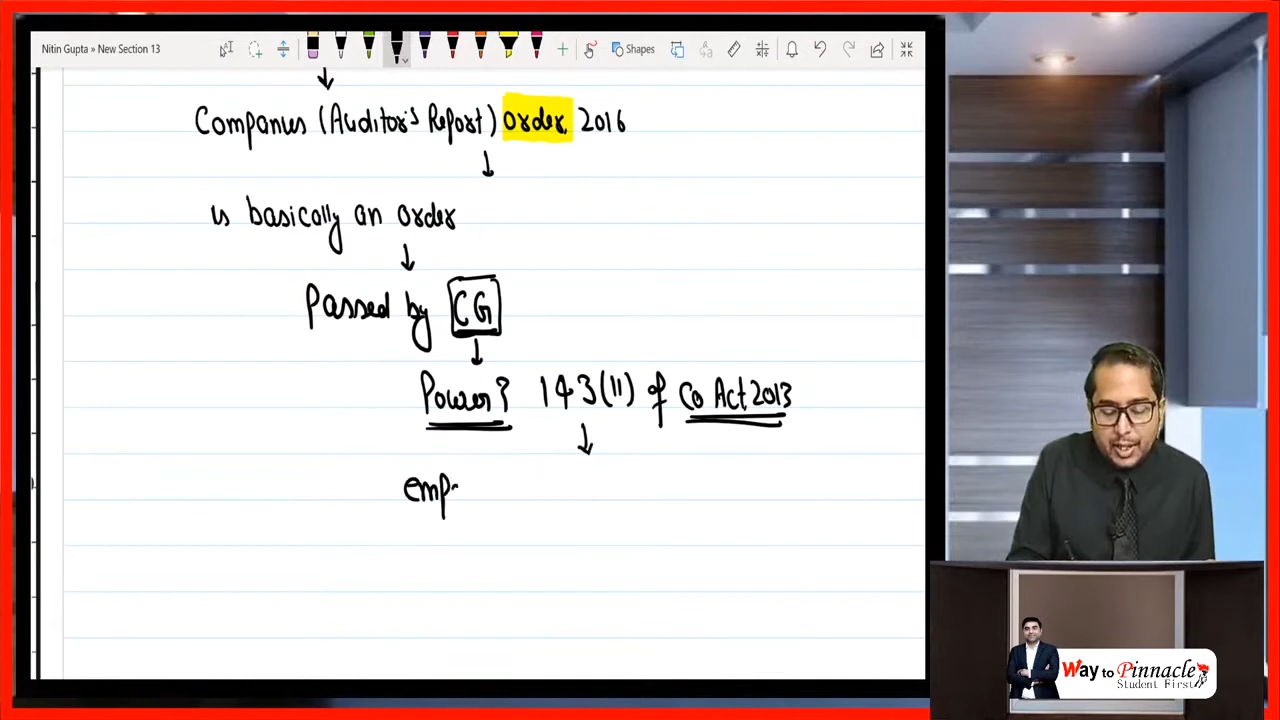 Nitin Gupta » New Section 13
Shapes
Companies (Auditor's Report) order, 2016
is basically an order
Passed by CG
Power? 143(11) of Co Act 2013
emp
Way to Pinnacle
Student First